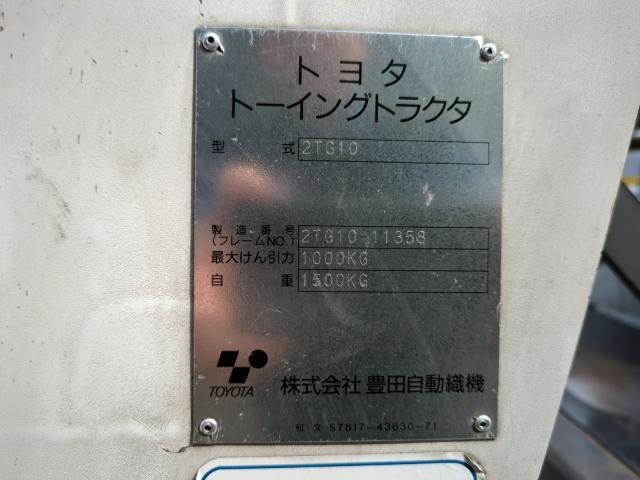 トヨタ
トーイングトラクタ
型式 2TG10
製造番号
(フレームNO.) 2TG10-11358
最大けん引力 1000KG
自重 1500KG
TOYOTA 株式会社 豊田自動織機
和文 57817-43630-71